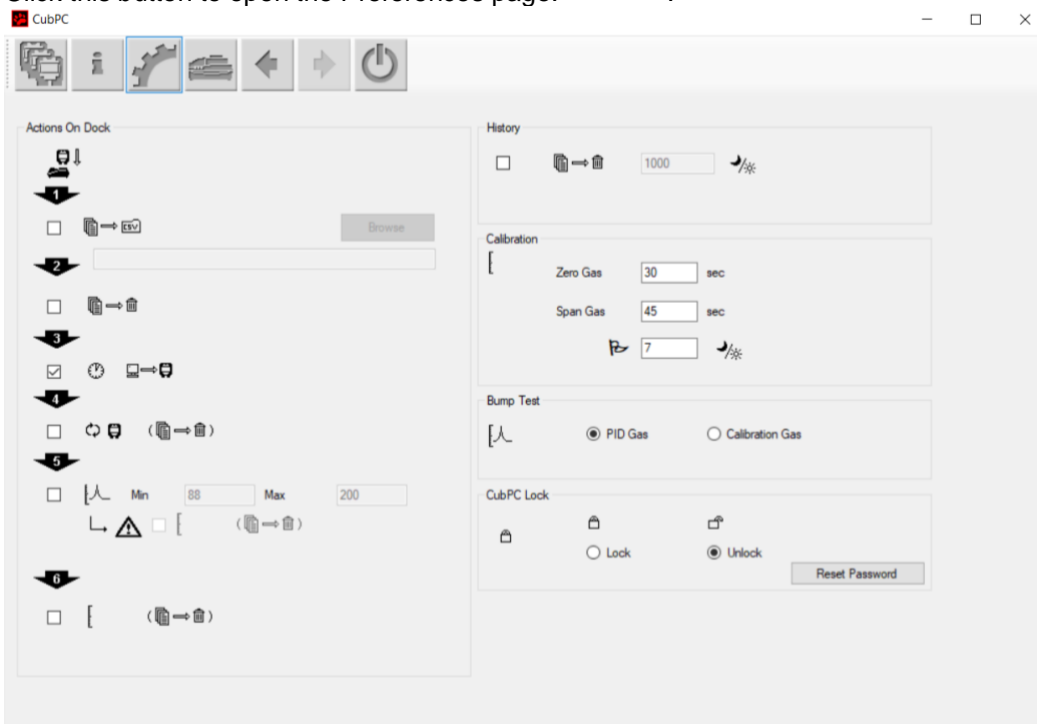 Click this button to open the Preferences page.
CubPC
Actions On Dock
1
CSV
Browse
2
3
4
5
Min 88 Max 200
6
History
1000
Calibration
Zero Gas 30 sec
Span Gas 45 sec
7
Bump Test
PID Gas Calibration Gas
CubPC Lock
Lock Unlock
Reset Password